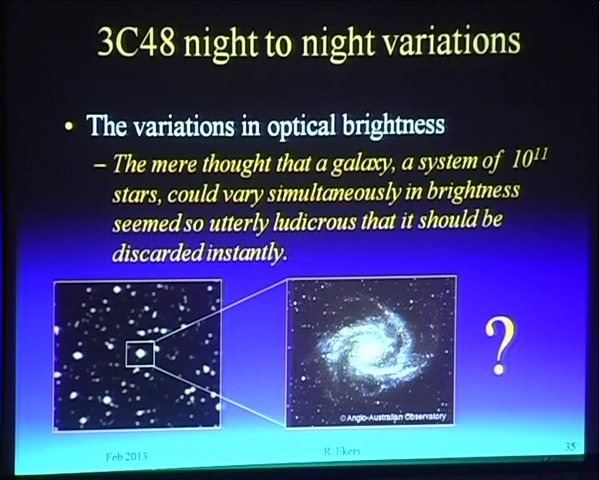 3C48 night to night variations
• The variations in optical brightness
– The mere thought that a galaxy, a system of 10¹¹
stars, could vary simultaneously in brightness
seemed so utterly ludicrous that it should be
discarded instantly.
?
© Anglo-Australian Observatory
Feb 2013
R. Ekers
35